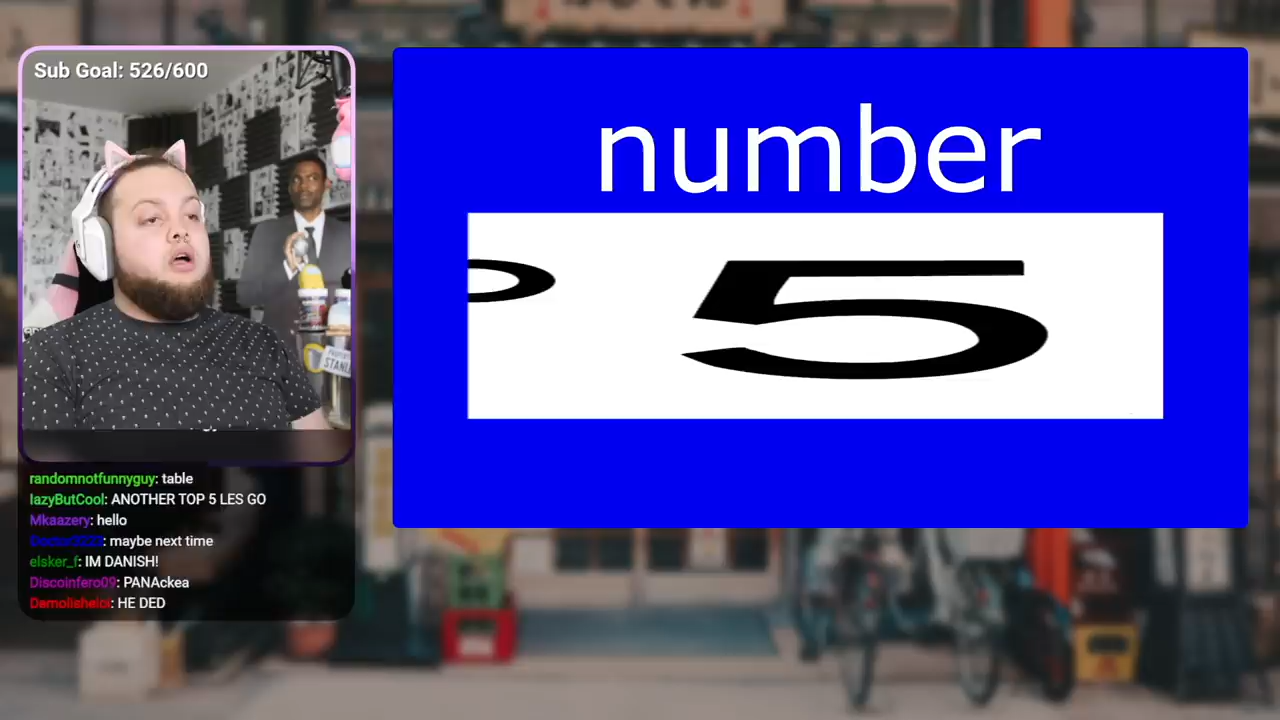 Sub Goal: 526/600
number
5
randomnotfunnyguy: table
lazyButCool: ANOTHER TOP 5 LES GO
Mkaazery: hello
Doctor3223: maybe next time
elsker_f: IM DANISH!
Discoinfero09: PANAckea
HE DED